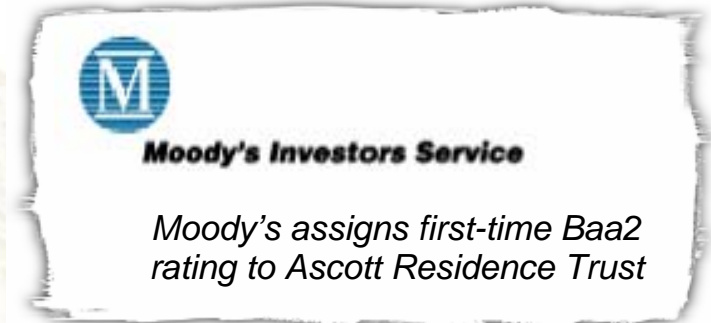 M
Moody's Investors Service
Moody's assigns first-time Baa2
rating to Ascott Residence Trust